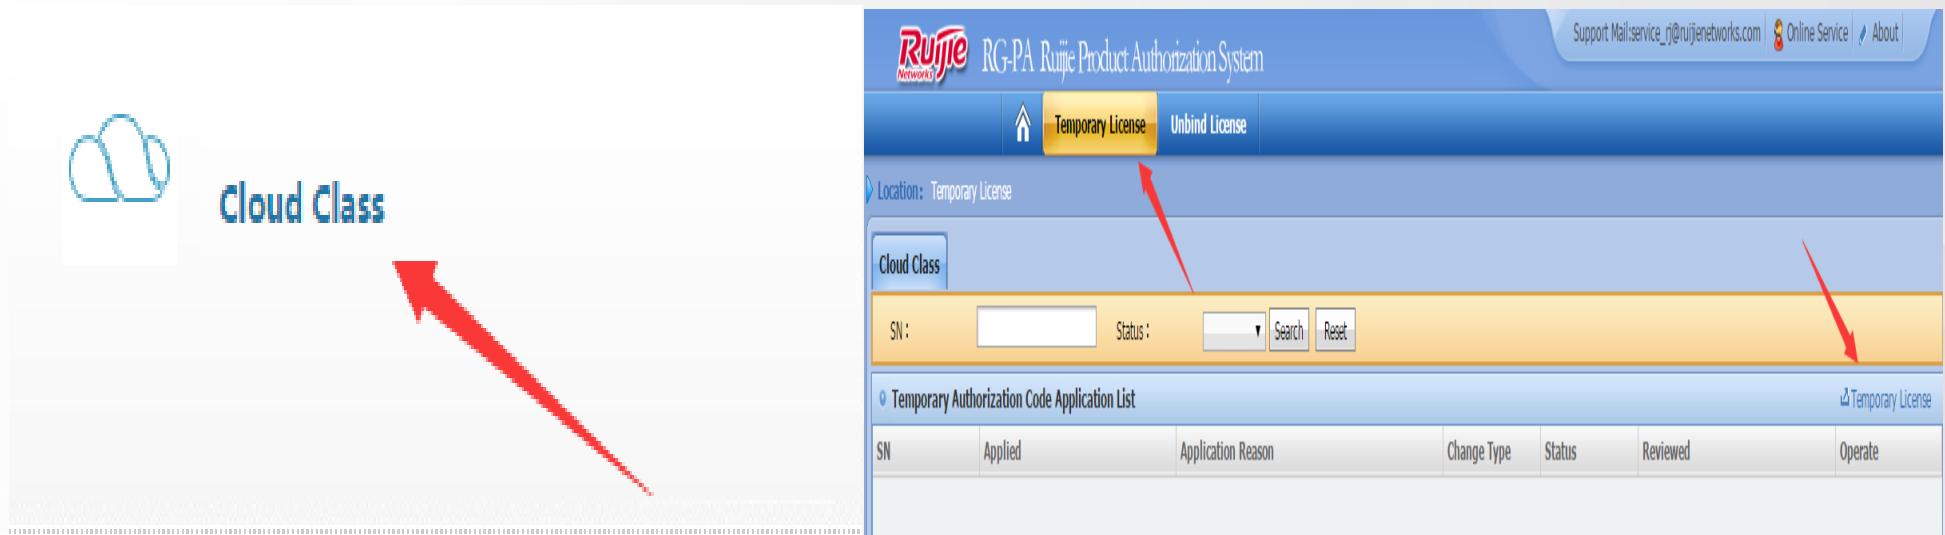 Cloud Class
Ruijie
Networks
RG-PA Ruijie Product Authorization System
Support Mail:service_rj@ruijienetworks.com
Online Service
About
Temporary License
Unbind License
Location: Temporary License
Cloud Class
SN:
Status:
Search
Reset
Temporary Authorization Code Application List
Temporary License
SN Applied Application Reason Change Type Status Reviewed Operate